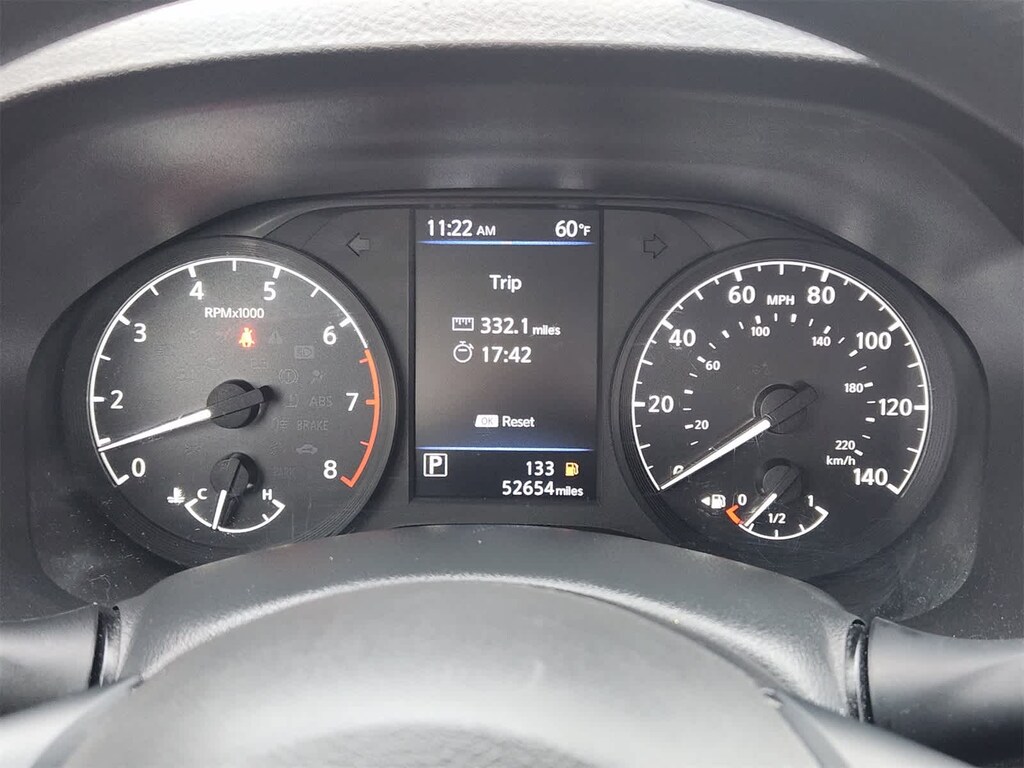 11:22 AM 60°F
Trip
332.1 miles
17:42
OK Reset
P 133
52654 miles
0 2 3 4 5 6 7 8
RPMx1000
ABS
BRAKE
C H
0 20 40 60 80 100 120 140
MPH
20 60 100 140 180 220
km/h
0 1/2 1